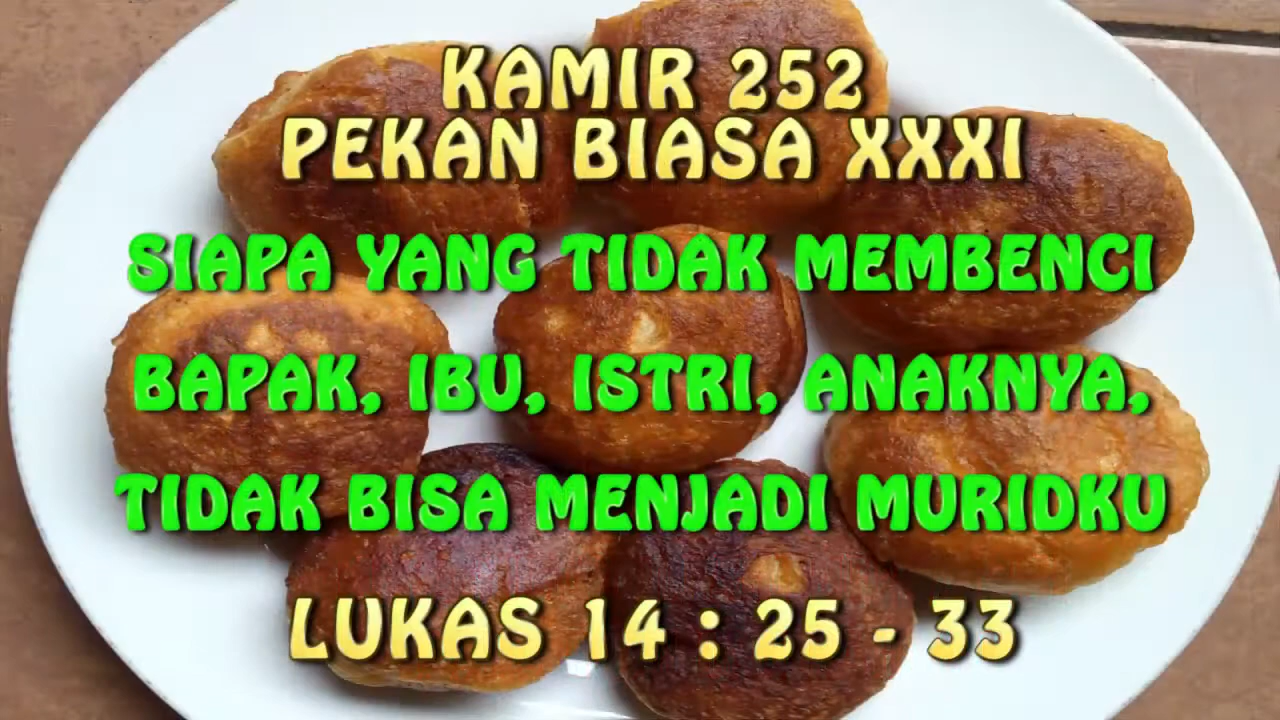 KAMIR 252
PEKAN BIASA XXXI
SIAPA YANG TIDAK MEMBENCI
BAPAK, IBU, ISTRI, ANAKNYA,
TIDAK BISA MENJADI MURIDKU
LUKAS 14 : 25 - 33